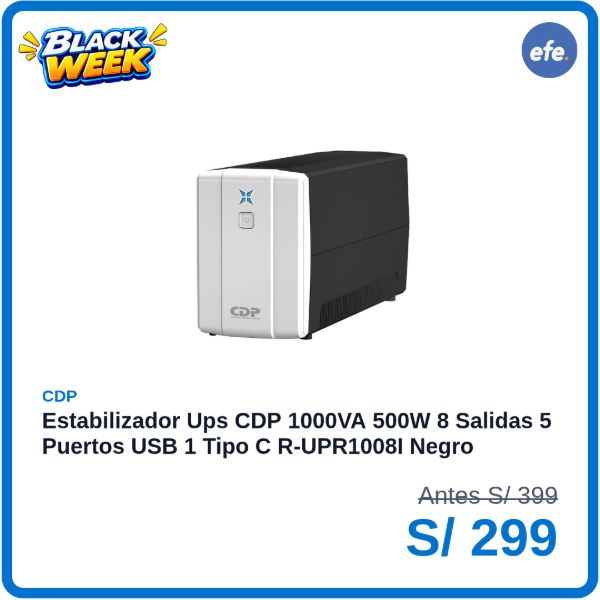 BLACK
WEEK
efe.
CDP
CDP
Estabilizador Ups CDP 1000VA 500W 8 Salidas 5
Puertos USB 1 Tipo C R-UPR1008I Negro
Antes S/ 399
S/ 299